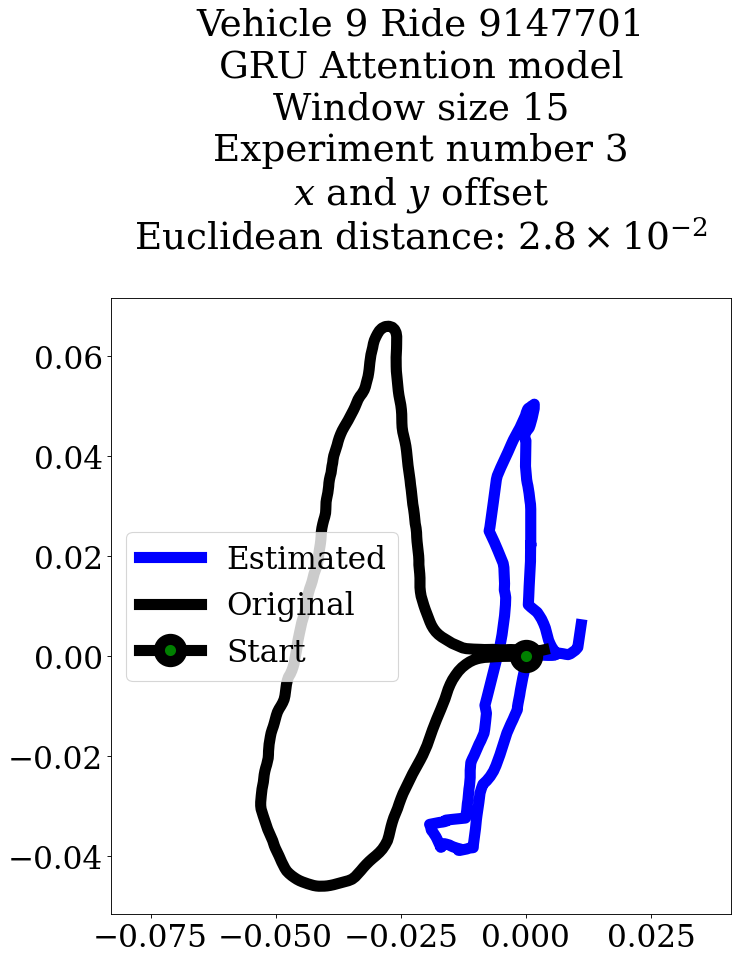 Vehicle 9 Ride 9147701
GRU Attention model
Window size 15
Experiment number 3
x and y offset
Euclidean distance: 2.8 × 10⁻²
0.06
0.04
0.02
0.00
−0.02
−0.04
Estimated
Original
Start
−0.075 −0.050 −0.025 0.000 0.025